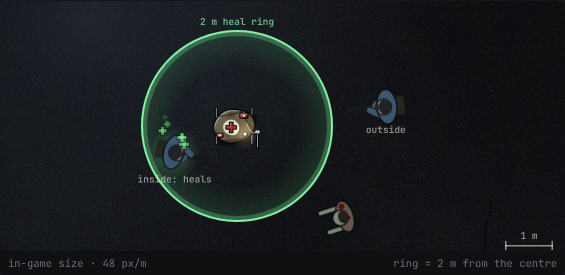 2 m heal ring
outside
inside: heals
1 m
in-game size · 48 px/m
ring = 2 m from the centre